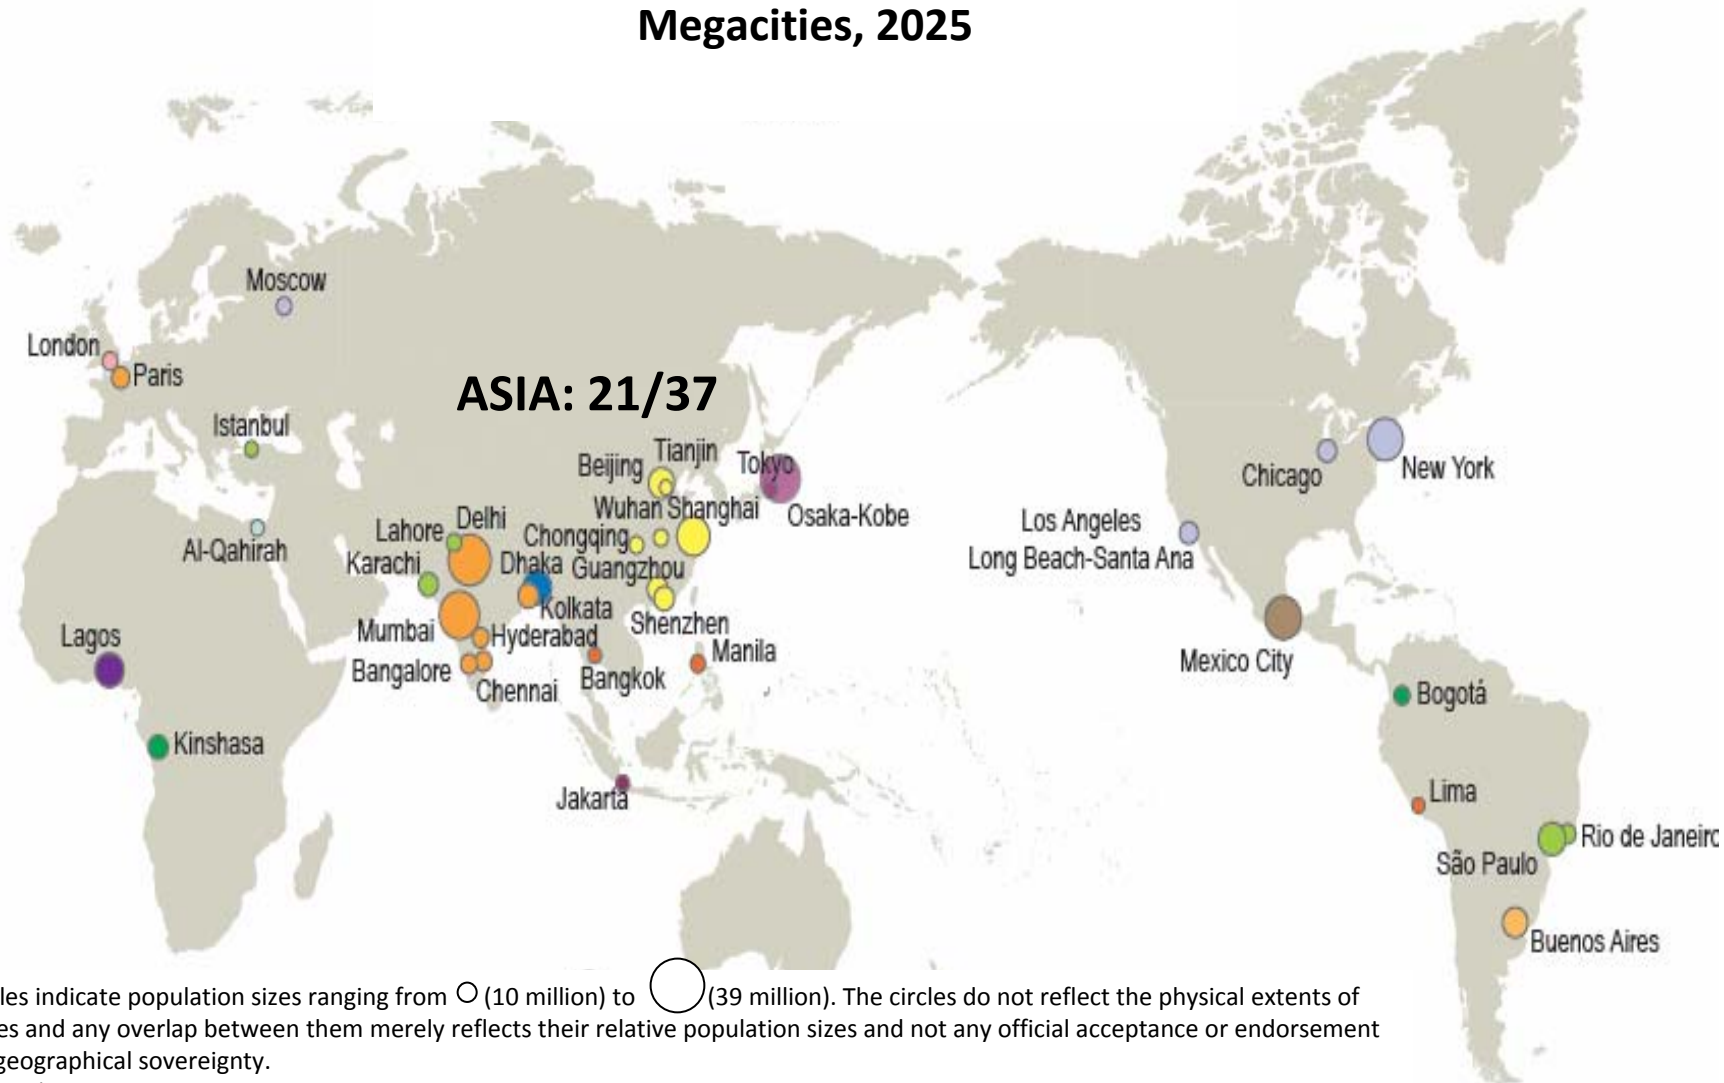 Megacities, 2025
Moscow
London
Paris
ASIA: 21/37
Istanbul
Tianjin
Beijing
Tokyo
Chicago
New York
Wuhan Shanghai
Osaka-Kobe
Lahore
Delhi
Chongqing
Los Angeles
Long Beach-Santa Ana
Al-Qahirah
Karachi
Dhaka
Guangzhou
Kolkata
Shenzhen
Mumbai
Hyderabad
Lagos
Manila
Mexico City
Bangalore
Bangkok
Chennai
Bogotá
Kinshasa
Jakarta
Lima
Rio de Janeiro
São Paulo
Buenos Aires
les indicate population sizes ranging from (10 million) to (39 million). The circles do not reflect the physical extents of
es and any overlap between them merely reflects their relative population sizes and not any official acceptance or endorsement
geographical sovereignty.